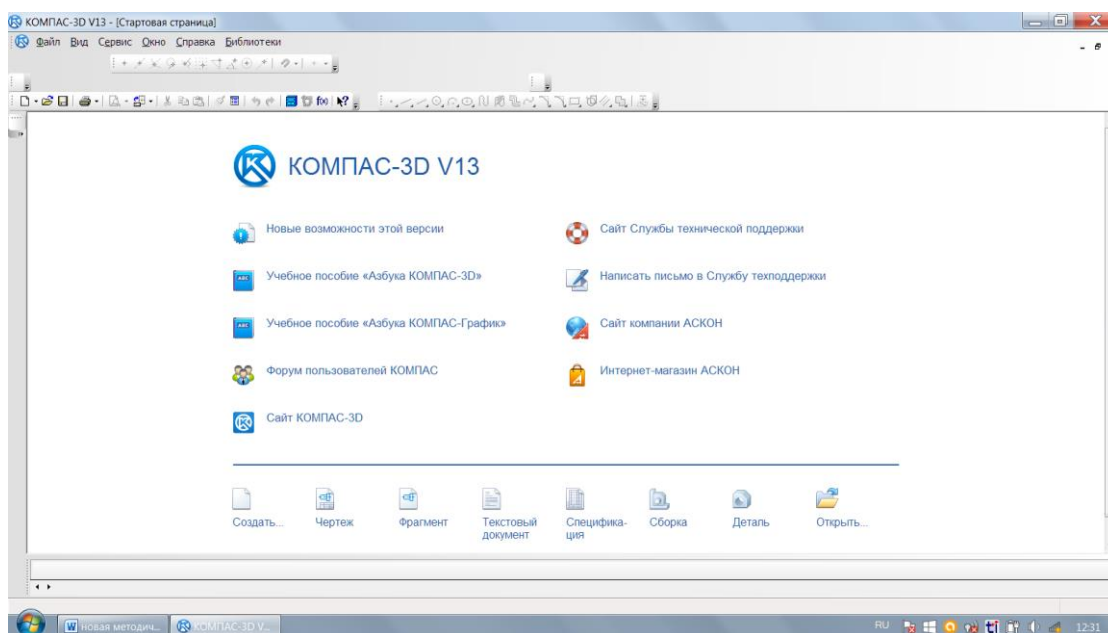 КОМПАС-3D V13 - [Стартовая страница]
Файл Вид Сервис Окно Справка Библиотеки
КОМПАС-3D V13
Новые возможности этой версии
Сайт Службы технической поддержки
Учебное пособие «Азбука КОМПАС-3D»
Написать письмо в Службу техподдержки
Учебное пособие «Азбука КОМПАС-График»
Сайт компании АСКОН
Форум пользователей КОМПАС
Интернет-магазин АСКОН
Сайт КОМПАС-3D
Создать...
Чертеж
Фрагмент
Текстовый
документ
Специфика-
ция
Сборка
Деталь
Открыть...
новая методич...
КОМПАС-3D V...
RU
12:31